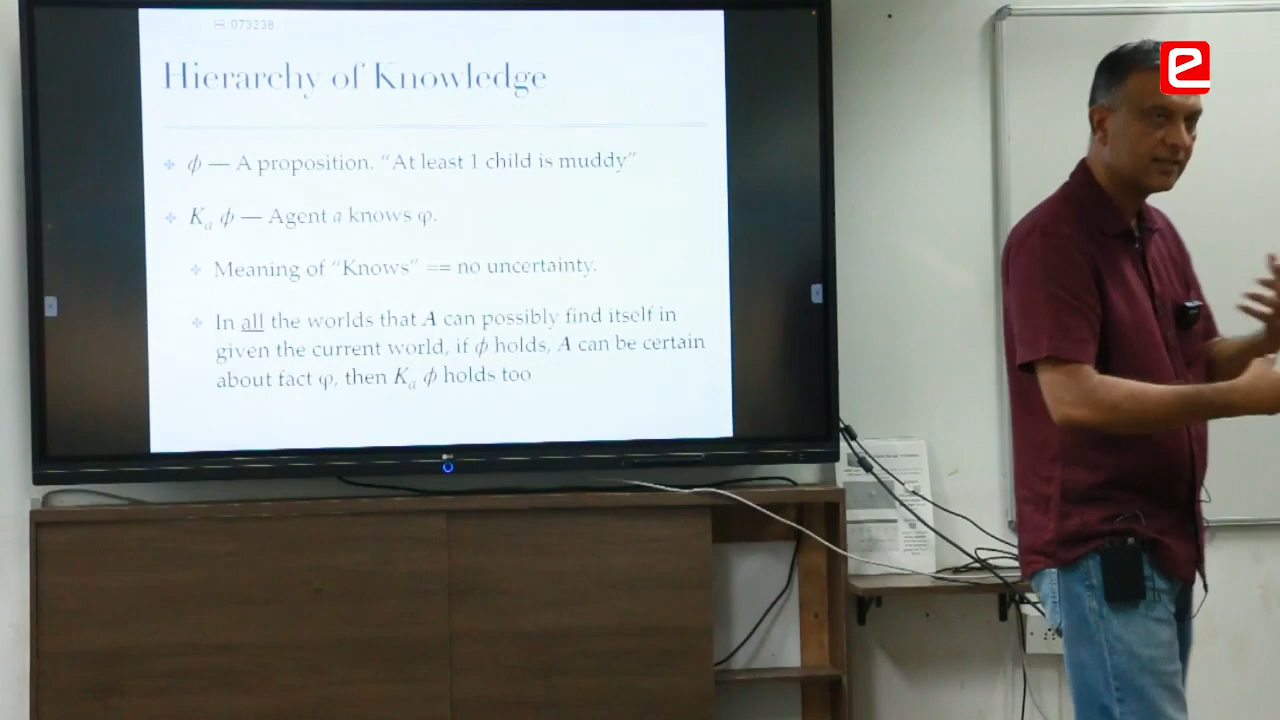 073238
Hierarchy of Knowledge
ϕ — A proposition. “At least 1 child is muddy”
Kₐ ϕ — Agent a knows φ.
Meaning of “Knows” == no uncertainty.
In all the worlds that A can possibly find itself in
given the current world, if ϕ holds, A can be certain
about fact φ, then Kₐ ϕ holds too
e